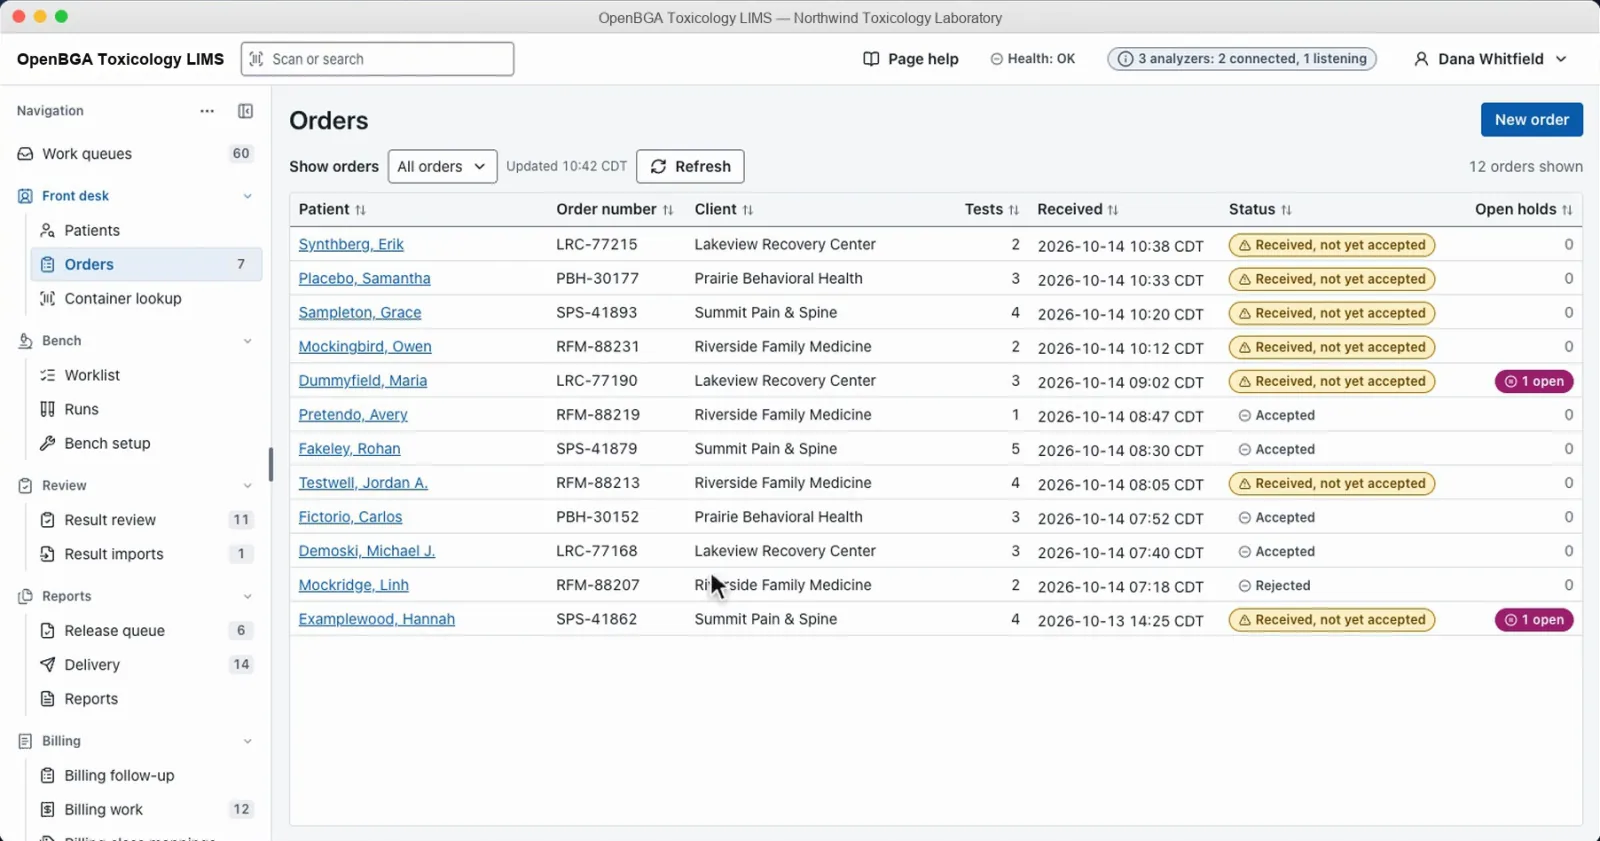 OpenBGA Toxicology LIMS — Northwind Toxicology Laboratory
OpenBGA Toxicology LIMS Scan or search Page help Health: OK 3 analyzers: 2 connected, 1 listening Dana Whitfield
Navigation
Work queues 60
Front desk
Patients
Orders 7
Container lookup
Bench
Worklist
Runs
Bench setup
Review
Result review 11
Result imports 1
Reports
Release queue 6
Delivery 14
Reports
Billing
Billing follow-up
Billing work 12
Orders New order
Show orders All orders Updated 10:42 CDT Refresh 12 orders shown
Patient Order number Client Tests Received Status Open holds
Synthberg, Erik LRC-77215 Lakeview Recovery Center 2 2026-10-14 10:38 CDT Received, not yet accepted 0
Placebo, Samantha PBH-30177 Prairie Behavioral Health 3 2026-10-14 10:33 CDT Received, not yet accepted 0
Sampleton, Grace SPS-41893 Summit Pain & Spine 4 2026-10-14 10:20 CDT Received, not yet accepted 0
Mockingbird, Owen RFM-88231 Riverside Family Medicine 2 2026-10-14 10:12 CDT Received, not yet accepted 0
Dummyfield, Maria LRC-77190 Lakeview Recovery Center 3 2026-10-14 09:02 CDT Received, not yet accepted 1 open
Pretendo, Avery RFM-88219 Riverside Family Medicine 1 2026-10-14 08:47 CDT Accepted 0
Fakeley, Rohan SPS-41879 Summit Pain & Spine 5 2026-10-14 08:30 CDT Accepted 0
Testwell, Jordan A. RFM-88213 Riverside Family Medicine 4 2026-10-14 08:05 CDT Received, not yet accepted 0
Fictorio, Carlos PBH-30152 Prairie Behavioral Health 3 2026-10-14 07:52 CDT Accepted 0
Demoski, Michael J. LRC-77168 Lakeview Recovery Center 3 2026-10-14 07:40 CDT Accepted 0
Mockridge, Linh RFM-88207 Riverside Family Medicine 2 2026-10-14 07:18 CDT Rejected 0
Examplewood, Hannah SPS-41862 Summit Pain & Spine 4 2026-10-13 14:25 CDT Received, not yet accepted 1 open